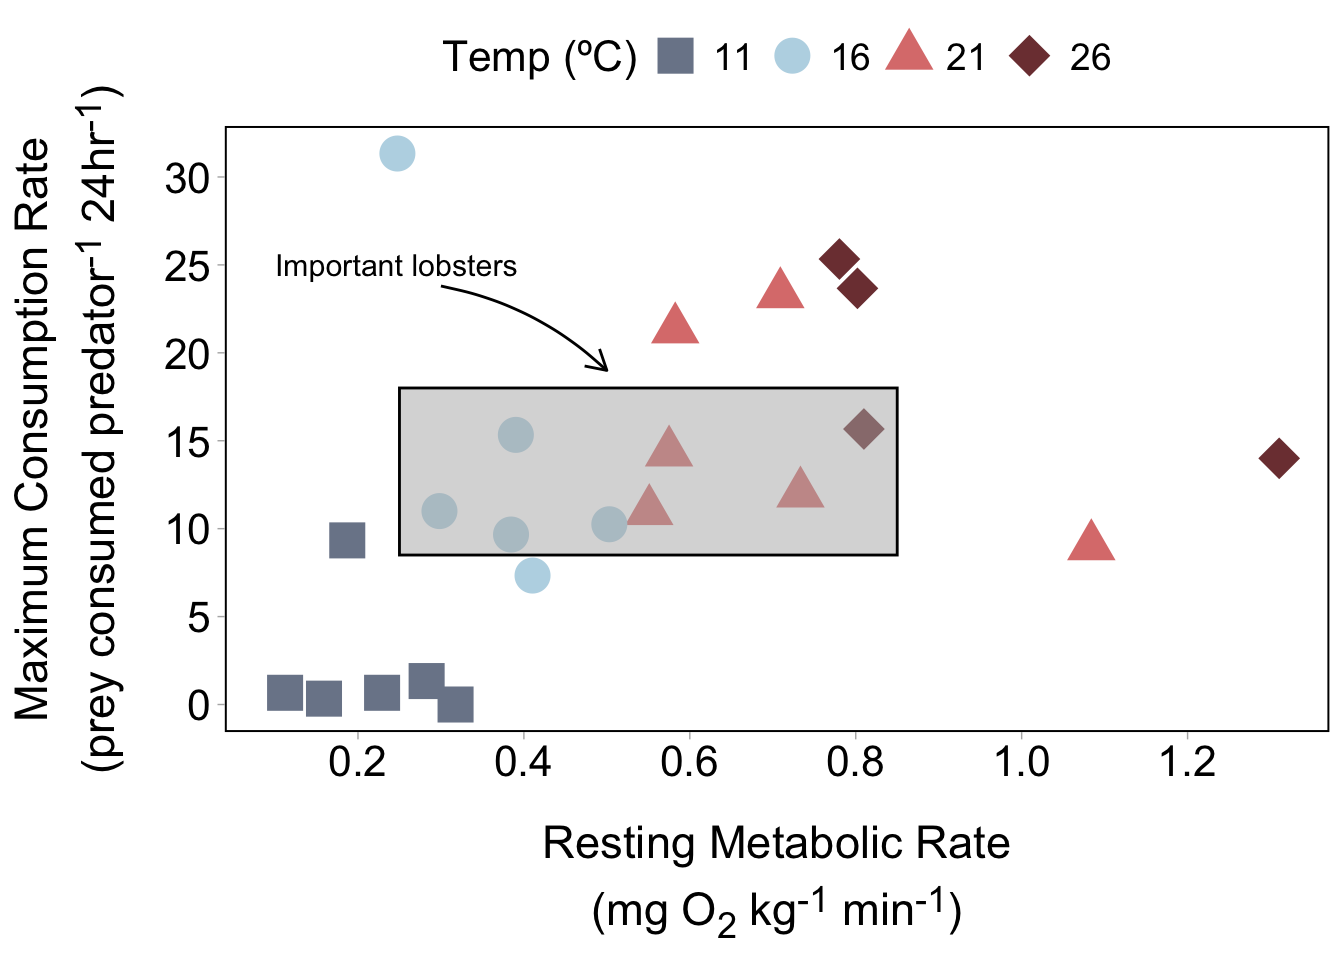 Temp (ºC) 11 16 21 26
Maximum Consumption Rate
(prey consumed predator⁻¹ 24hr⁻¹)
30
25
Important lobsters
20
15
10
5
0
0.2 0.4 0.6 0.8 1.0 1.2
Resting Metabolic Rate
(mg O₂ kg⁻¹ min⁻¹)